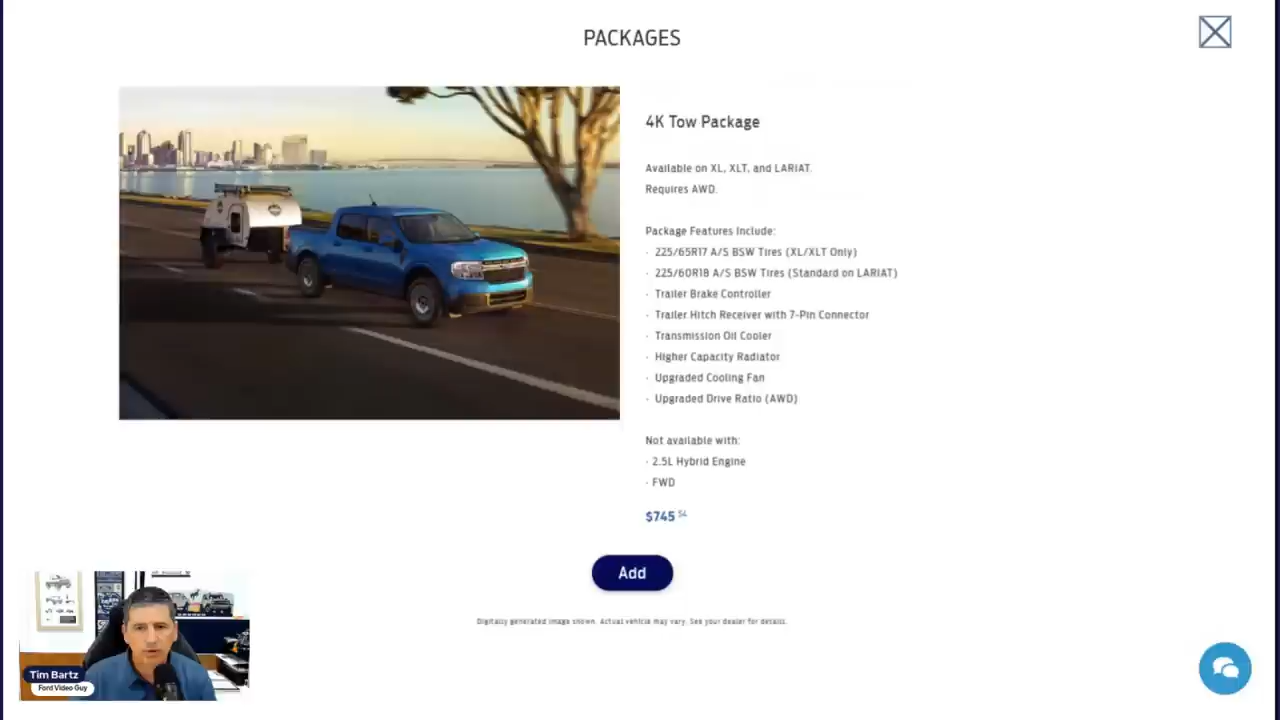 PACKAGES
4K Tow Package
Available on XL, XLT, and LARIAT.
Requires AWD.
Package Features Include:
· 225/65R17 A/S BSW Tires (XL/XLT Only)
· 225/60R18 A/S BSW Tires (Standard on LARIAT)
· Trailer Brake Controller
· Trailer Hitch Receiver with 7-Pin Connector
· Transmission Oil Cooler
· Higher Capacity Radiator
· Upgraded Cooling Fan
· Upgraded Drive Ratio (AWD)
Not available with:
· 2.5L Hybrid Engine
· FWD
$745 54
Add
Digitally generated image shown. Actual vehicle may vary. See your dealer for details.
Tim Bartz
Ford Video Guy